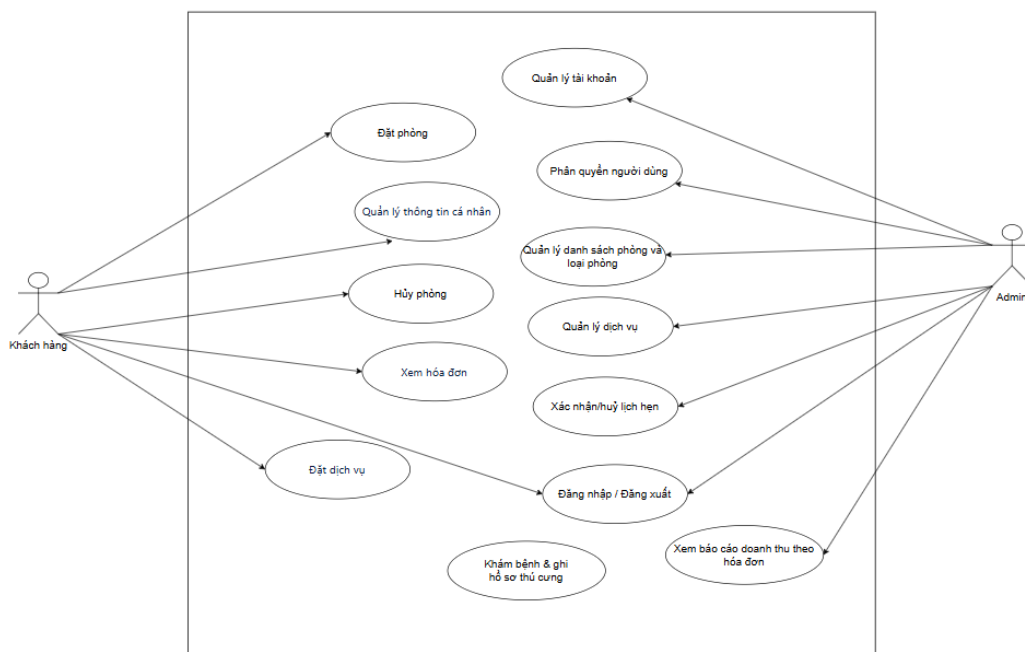 Quản lý tài khoản
Đặt phòng
Phân quyền người dùng
Quản lý thông tin cá nhân
Quản lý danh sách phòng và
loại phòng
Hủy phòng
Admin
Quản lý dịch vụ
Khách hàng
Xem hóa đơn
Xác nhận/huỷ lịch hẹn
Đặt dịch vụ
Đăng nhập / Đăng xuất
Xem báo cáo doanh thu theo
hóa đơn
Khám bệnh & ghi
hồ sơ thú cưng